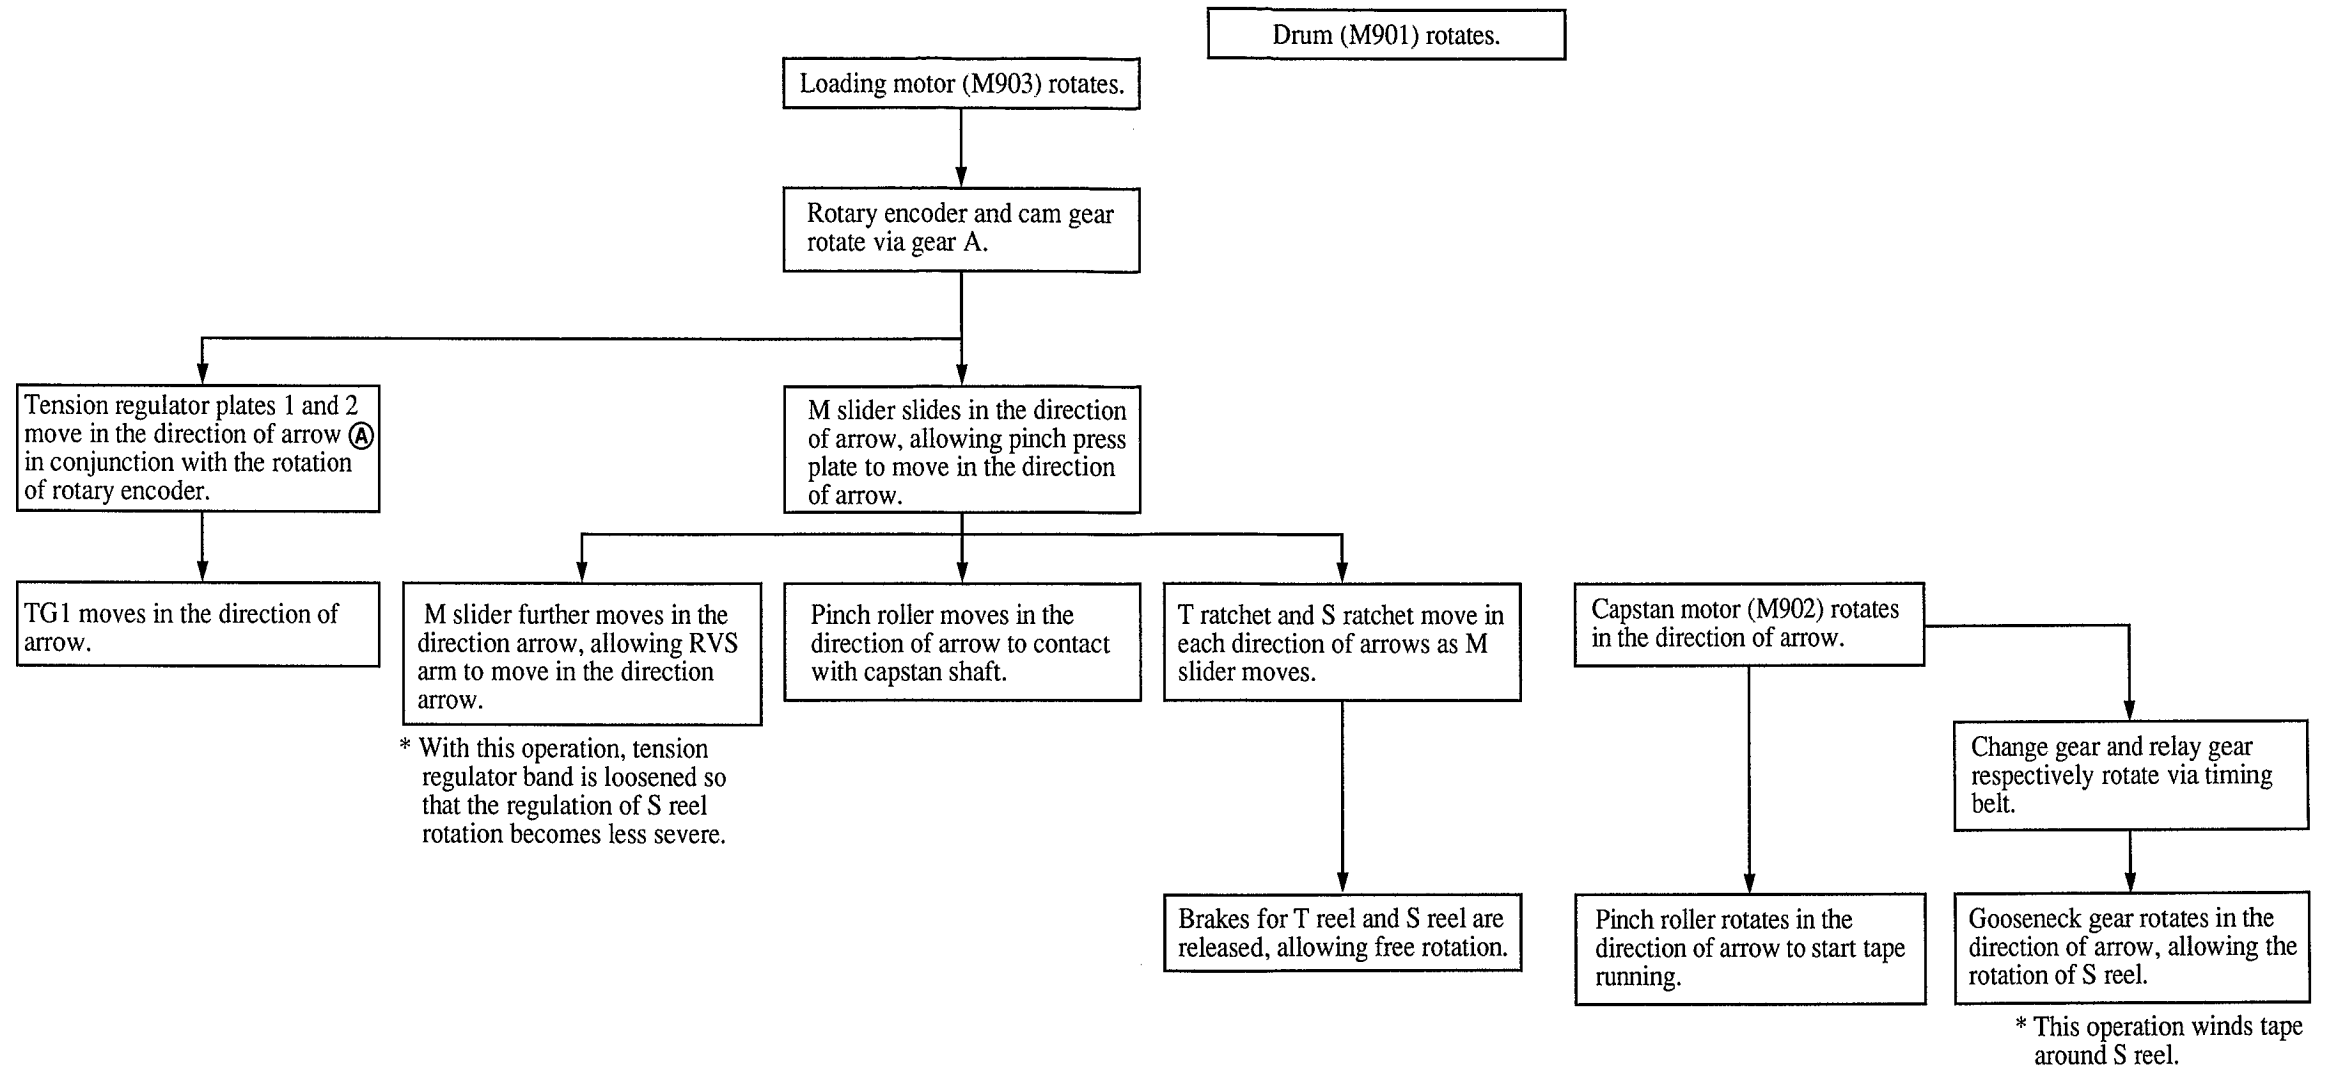 Drum (M901) rotates.
Loading motor (M903) rotates.
Rotary encoder and cam gear
rotate via gear A.
Tension regulator plates 1 and 2
move in the direction of arrow Ⓐ
in conjunction with the rotation
of rotary encoder.
M slider slides in the direction
of arrow, allowing pinch press
plate to move in the direction
of arrow.
TG1 moves in the direction of
arrow.
M slider further moves in the
direction arrow, allowing RVS
arm to move in the direction
arrow.
* With this operation, tension
regulator band is loosened so
that the regulation of S reel
rotation becomes less severe.
Pinch roller moves in the
direction of arrow to contact
with capstan shaft.
T ratchet and S ratchet move in
each direction of arrows as M
slider moves.
Brakes for T reel and S reel are
released, allowing free rotation.
Capstan motor (M902) rotates
in the direction of arrow.
Pinch roller rotates in the
direction of arrow to start tape
running.
Change gear and relay gear
respectively rotate via timing
belt.
Gooseneck gear rotates in the
direction of arrow, allowing the
rotation of S reel.
* This operation winds tape
around S reel.